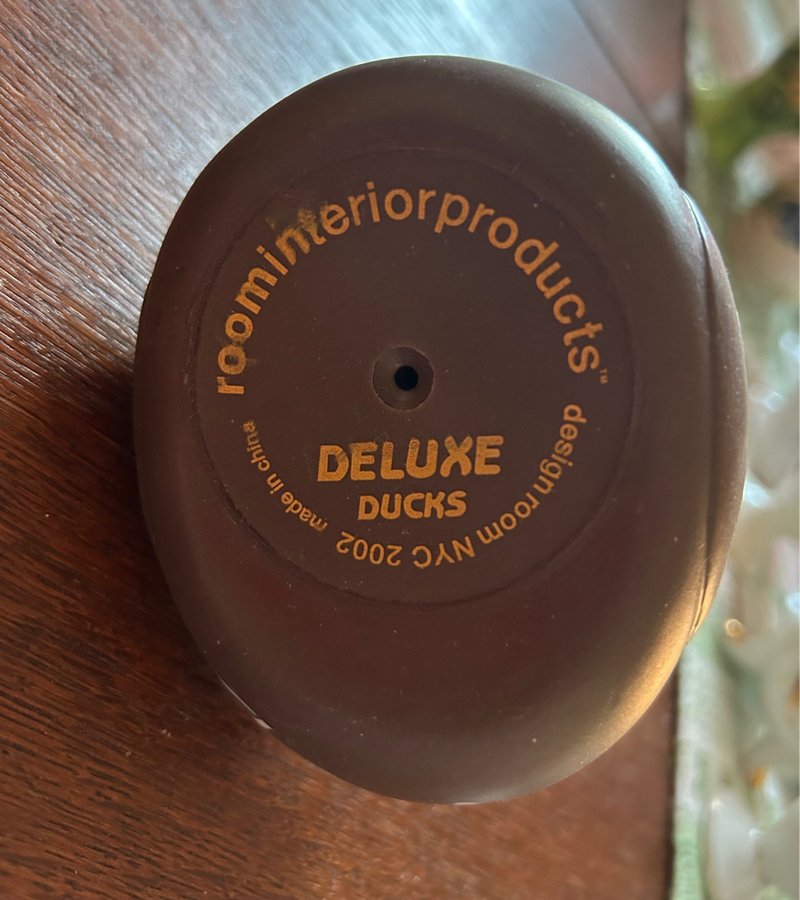 roominteriorproducts™
DELUXE
DUCKS
design room NYC 2002 made in china